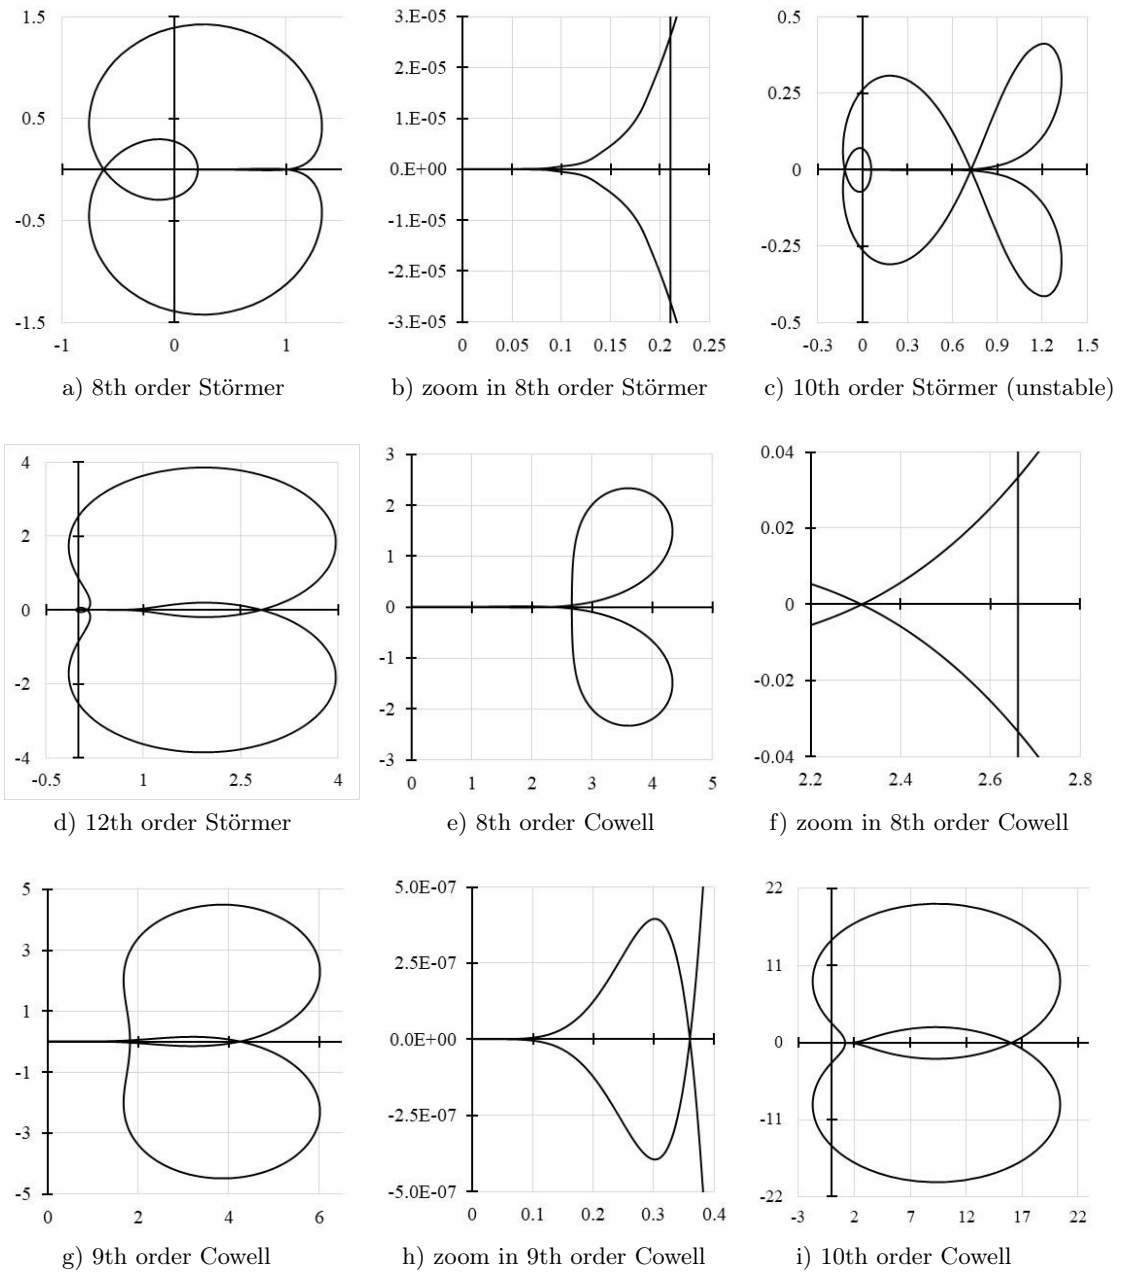 1.5
0.5
-0.5
-1.5
-1 0 1
a) 8th order Störmer
3.E-05
2.E-05
1.E-05
0.E+00
-1.E-05
-2.E-05
-3.E-05
0 0.05 0.1 0.15 0.2 0.25
b) zoom in 8th order Störmer
0.5
0.25
0
-0.25
-0.5
-0.3 0 0.3 0.6 0.9 1.2 1.5
c) 10th order Störmer (unstable)
4
2
0
-2
-4
-0.5 1 2.5 4
d) 12th order Störmer
3
2
1
0
-1
-2
-3
0 1 2 3 4 5
e) 8th order Cowell
0.04
0.02
0
-0.02
-0.04
2.2 2.4 2.6 2.8
f) zoom in 8th order Cowell
5
3
1
-1
-3
-5
0 2 4 6
g) 9th order Cowell
5.0E-07
2.5E-07
0.0E+00
-2.5E-07
-5.0E-07
0 0.1 0.2 0.3 0.4
h) zoom in 9th order Cowell
22
11
0
-11
-22
-3 2 7 12 17 22
i) 10th order Cowell